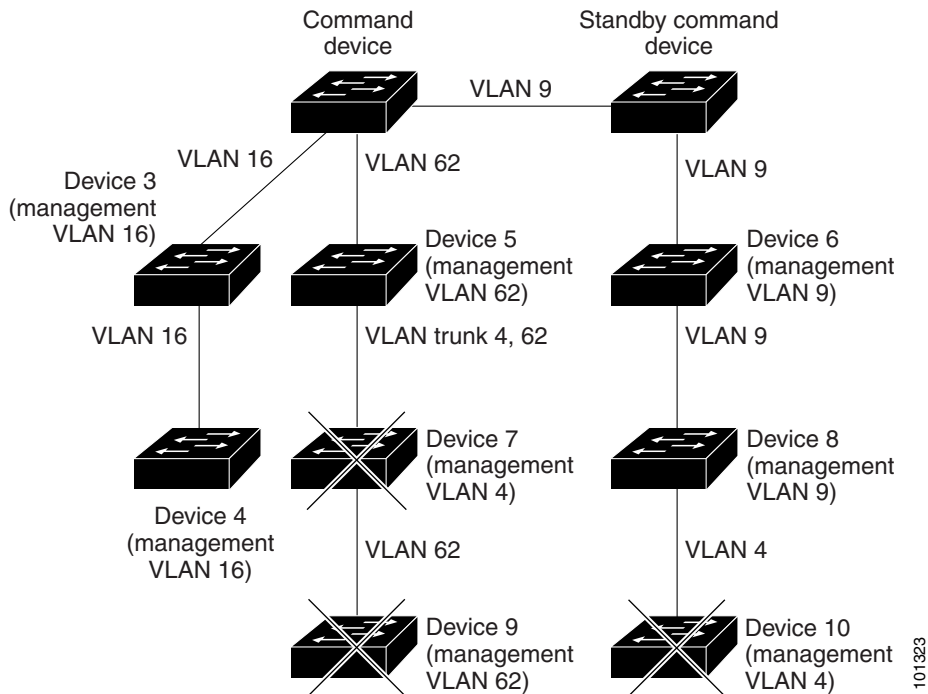 Command
device
Standby command
device
VLAN 9
VLAN 16
VLAN 62
VLAN 9
Device 3
(management
VLAN 16)
Device 5
(management
VLAN 62)
Device 6
(management
VLAN 9)
VLAN 16
VLAN trunk 4, 62
VLAN 9
Device 7
(management
VLAN 4)
Device 8
(management
VLAN 9)
Device 4
(management
VLAN 16)
VLAN 62
VLAN 4
Device 9
(management
VLAN 62)
Device 10
(management
VLAN 4)
101323